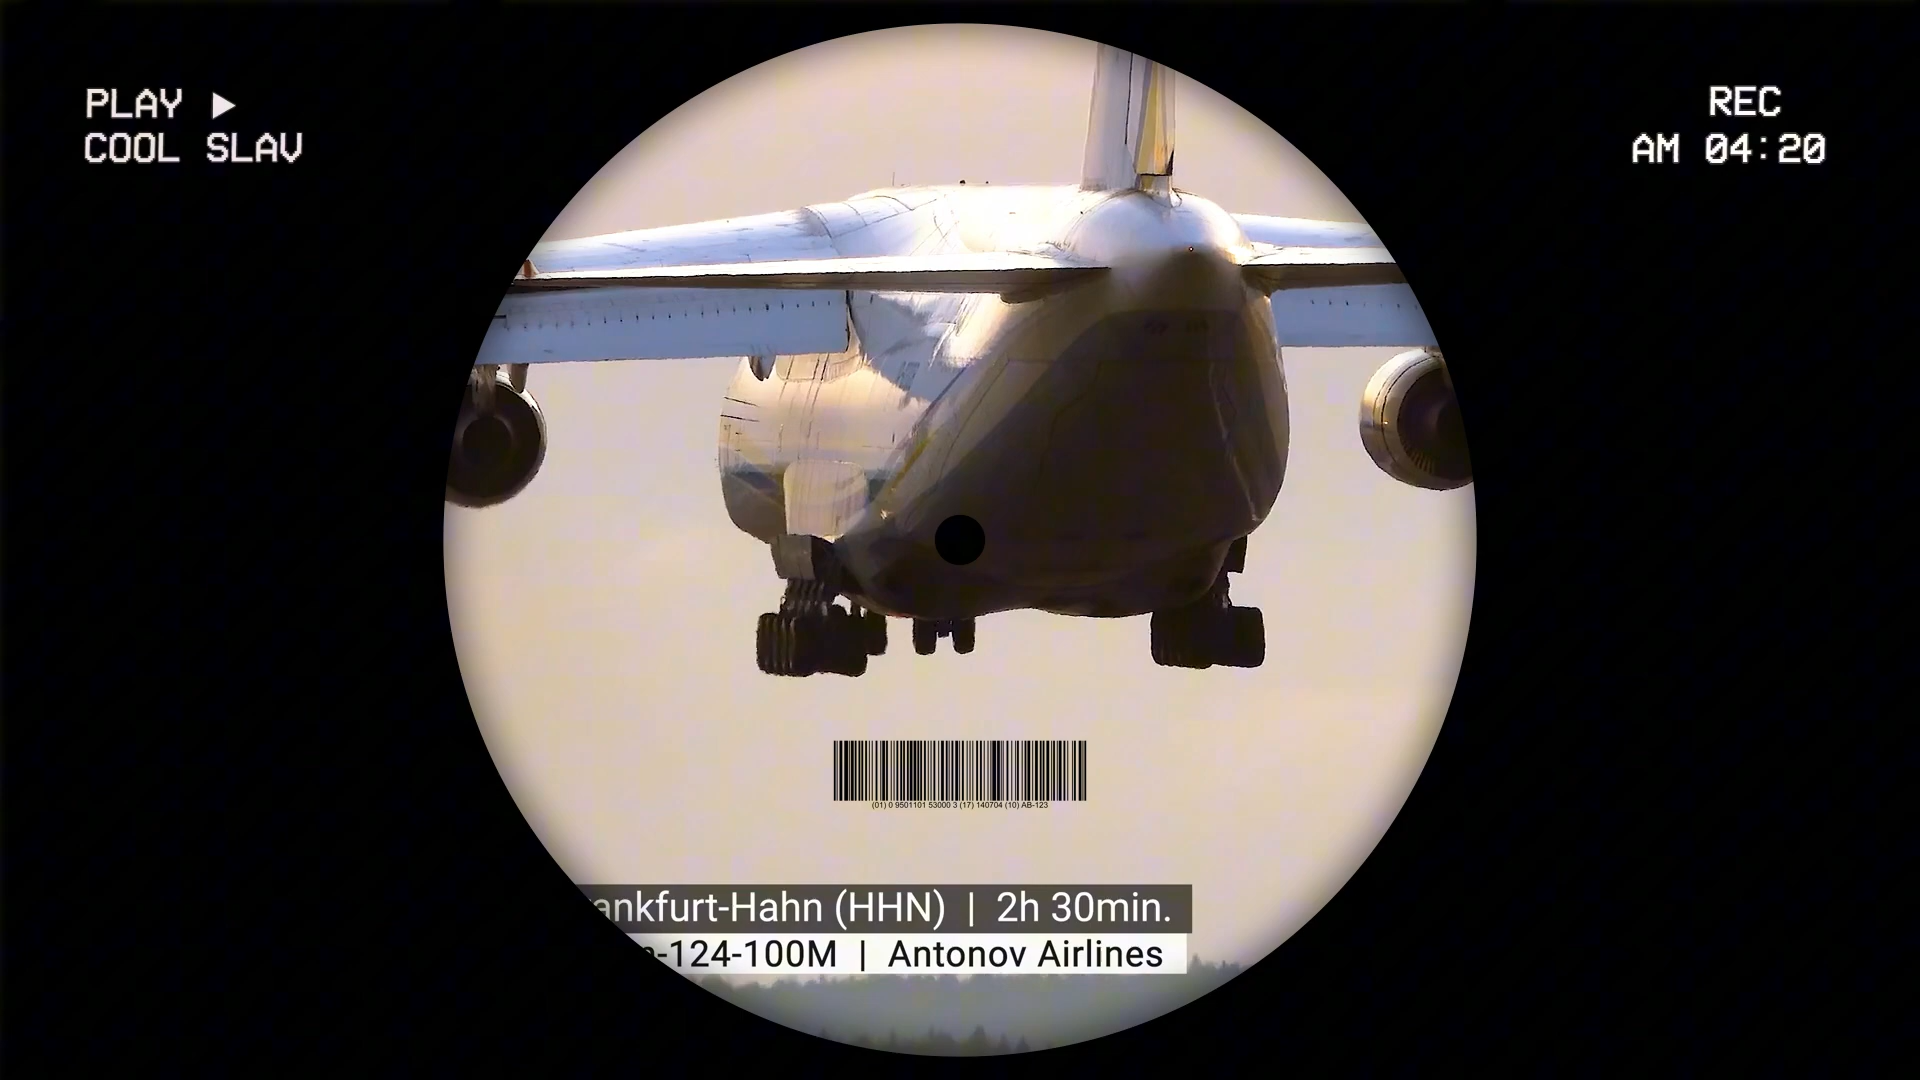 PLAY ▶
REC
COOL SLAV
AM 04:20
(01) 0 9501101 53000 3 (17) 140704 (10) AB-123
ankfurt-Hahn (HHN) | 2h 30min.
-124-100M | Antonov Airlines